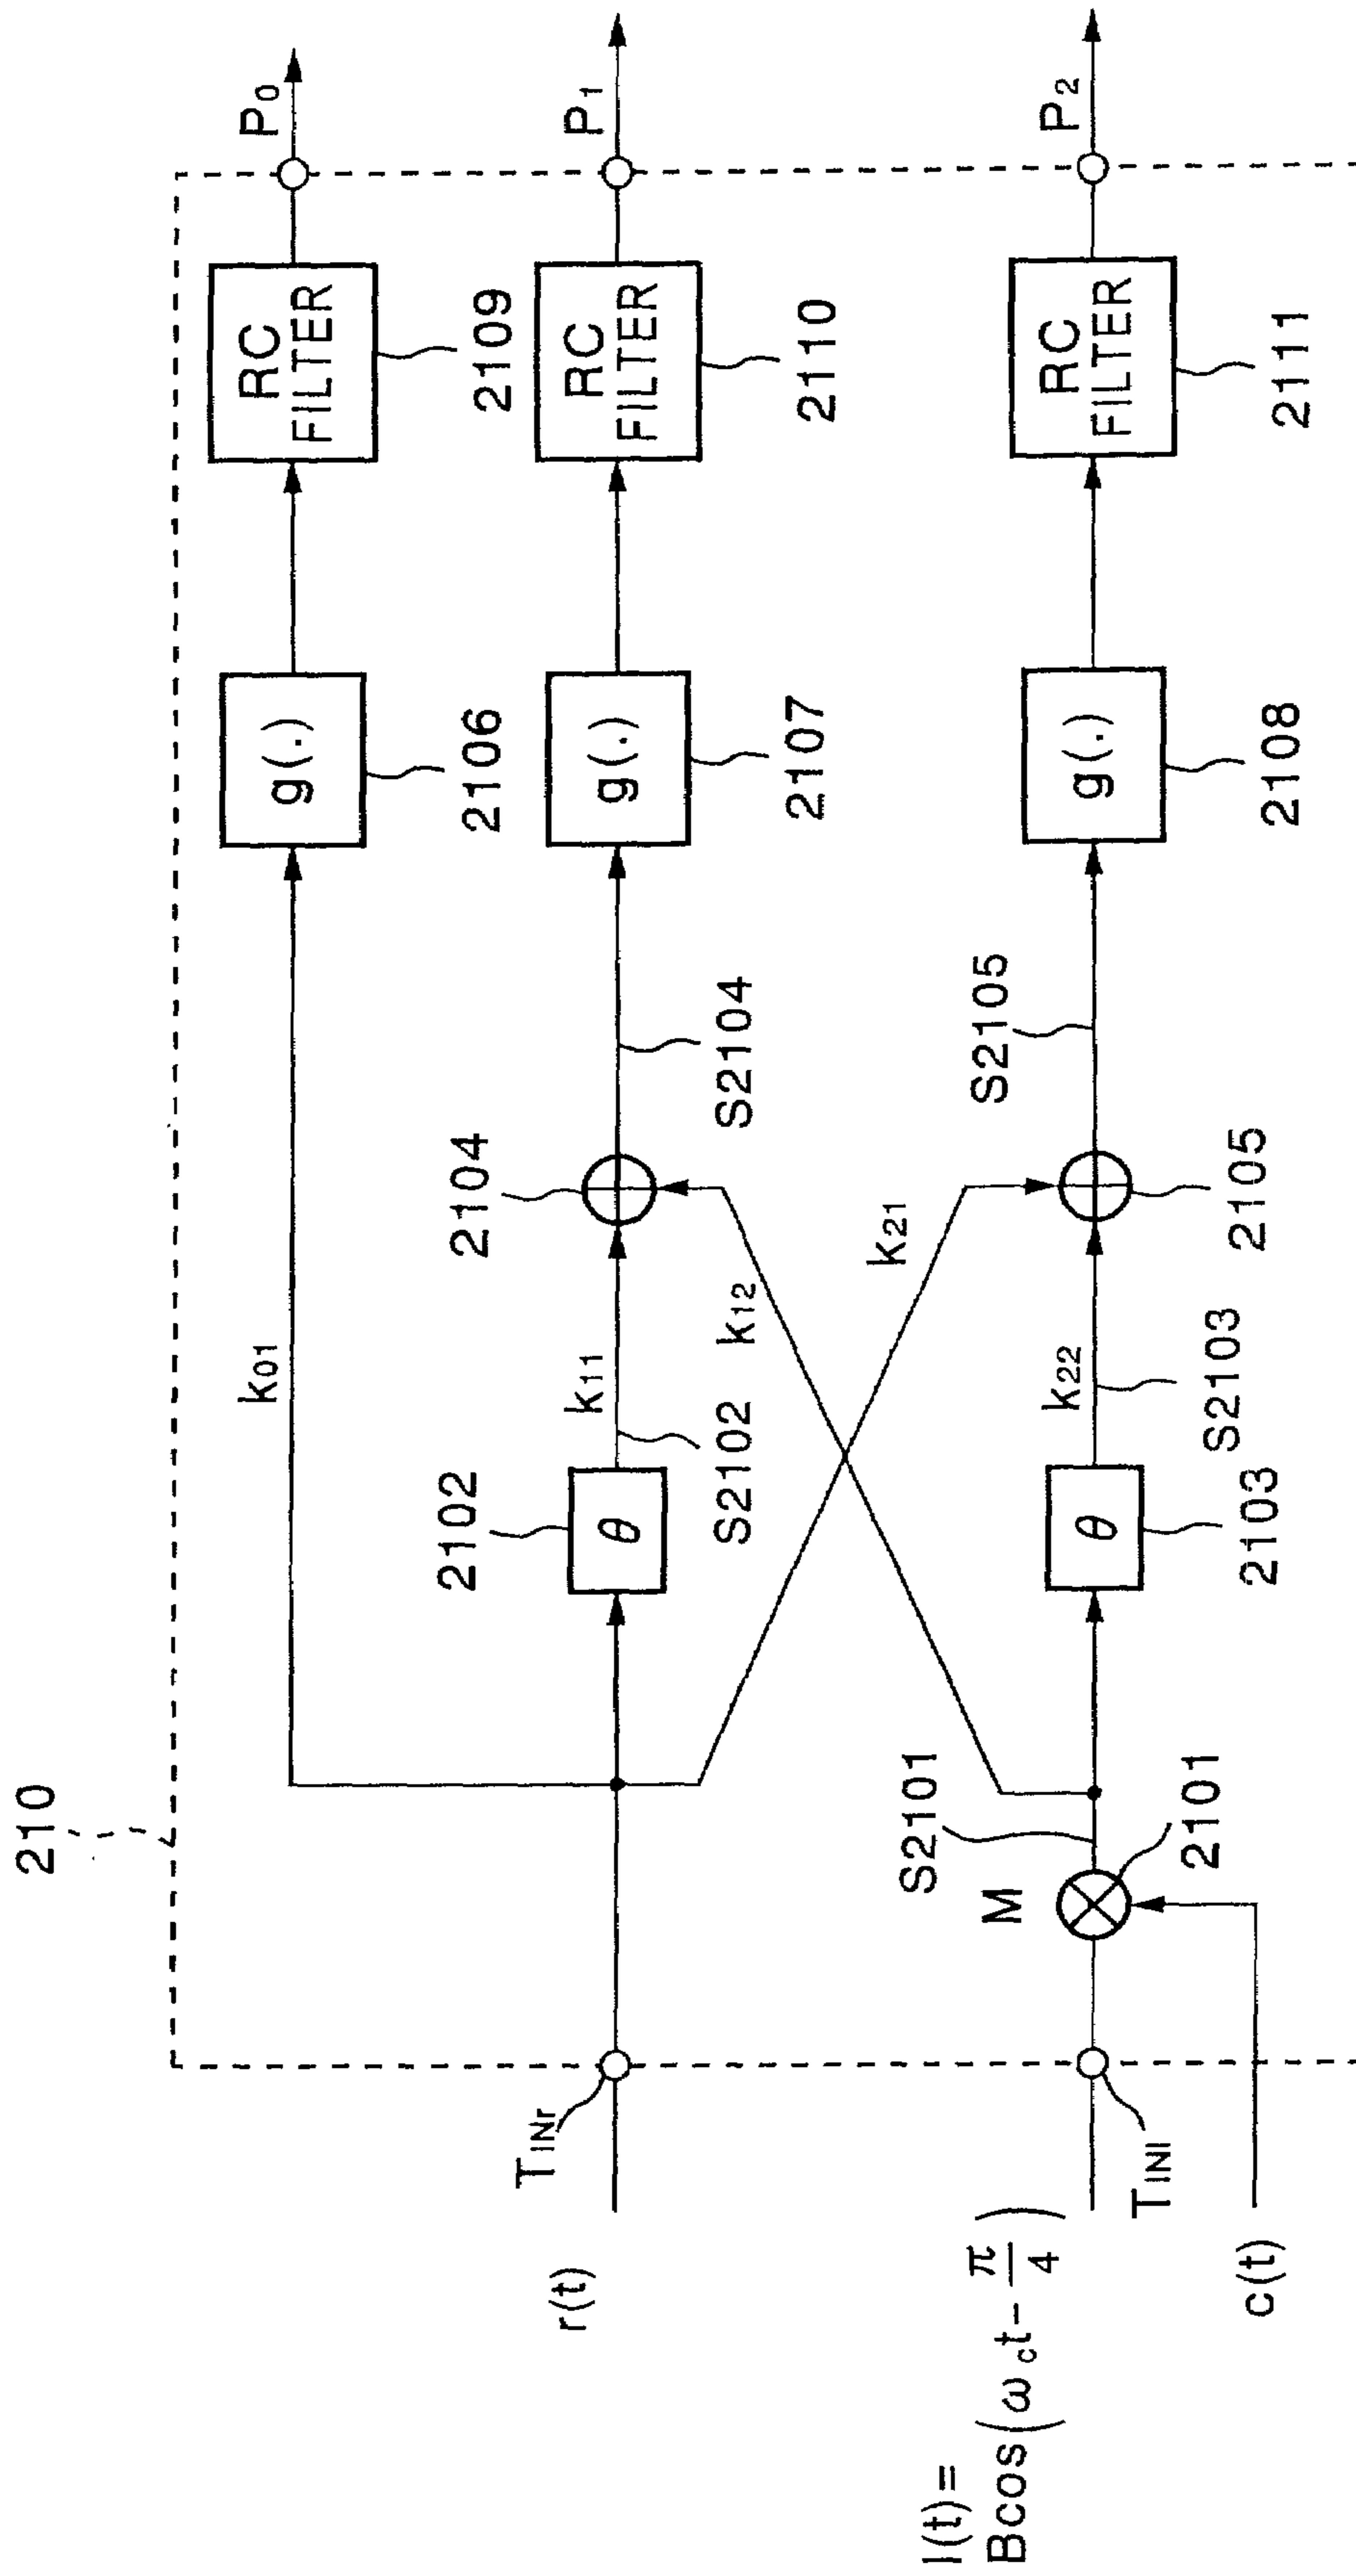 210
P0
P1
P2
RC
FILTER
2109
RC
FILTER
2110
RC
FILTER
2111
g(.)
2106
g(.)
2107
g(.)
2108
k01
2104
S2104
S2105
2105
k11
k12
k21
k22
2102
θ
S2102
S2103
θ
2103
S2101
M
2101
TINr
r(t)
TINl
l(t)=
Bcos(ωct-π/4)
c(t)